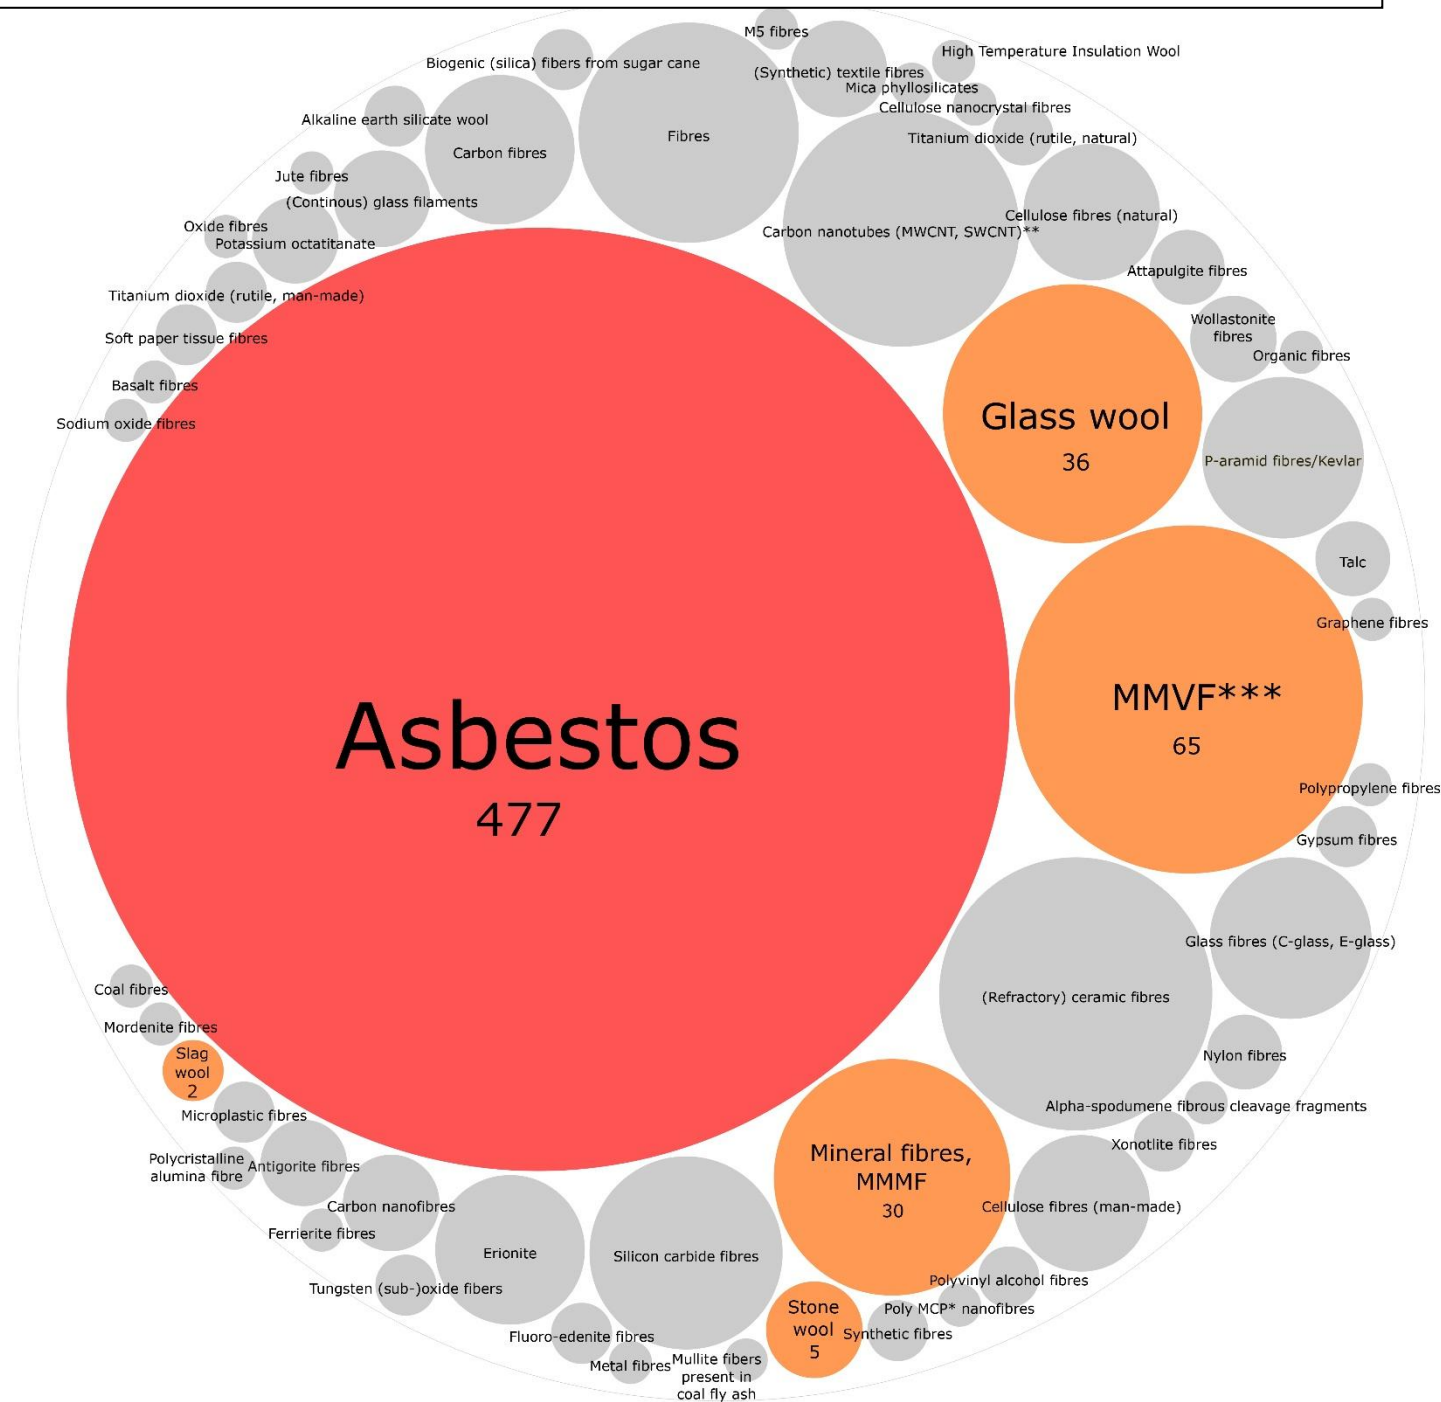 M5 fibres
High Temperature Insulation Wool
Biogenic (silica) fibers from sugar cane
(Synthetic) textile fibres
Mica phyllosilicates
Cellulose nanocrystal fibres
Alkaline earth silicate wool
Fibres
Titanium dioxide (rutile, natural)
Carbon fibres
Jute fibres
(Continous) glass filaments
Cellulose fibres (natural)
Oxide fibres
Carbon nanotubes (MWCNT, SWCNT)**
Potassium octatitanate
Attapulgite fibres
Titanium dioxide (rutile, man-made)
Wollastonite
fibres
Soft paper tissue fibres
Organic fibres
Basalt fibres
Glass wool
36
Sodium oxide fibres
P-aramid fibres/Kevlar
Talc
Graphene fibres
MMVF***
65
Asbestos
477
Polypropylene fibres
Gypsum fibres
Glass fibres (C-glass, E-glass)
Coal fibres
(Refractory) ceramic fibres
Mordenite fibres
Slag
wool
2
Nylon fibres
Alpha-spodumene fibrous cleavage fragments
Microplastic fibres
Xonotlite fibres
Polycristalline
alumina fibre
Antigorite fibres
Mineral fibres,
MMMF
30
Carbon nanofibres
Cellulose fibres (man-made)
Ferrierite fibres
Erionite
Silicon carbide fibres
Tungsten (sub-)oxide fibers
Polyvinyl alcohol fibres
Stone
wool
5
Poly MCP* nanofibres
Synthetic fibres
Fluoro-edenite fibres
Metal fibres
Mullite fibers
present in
coal fly ash